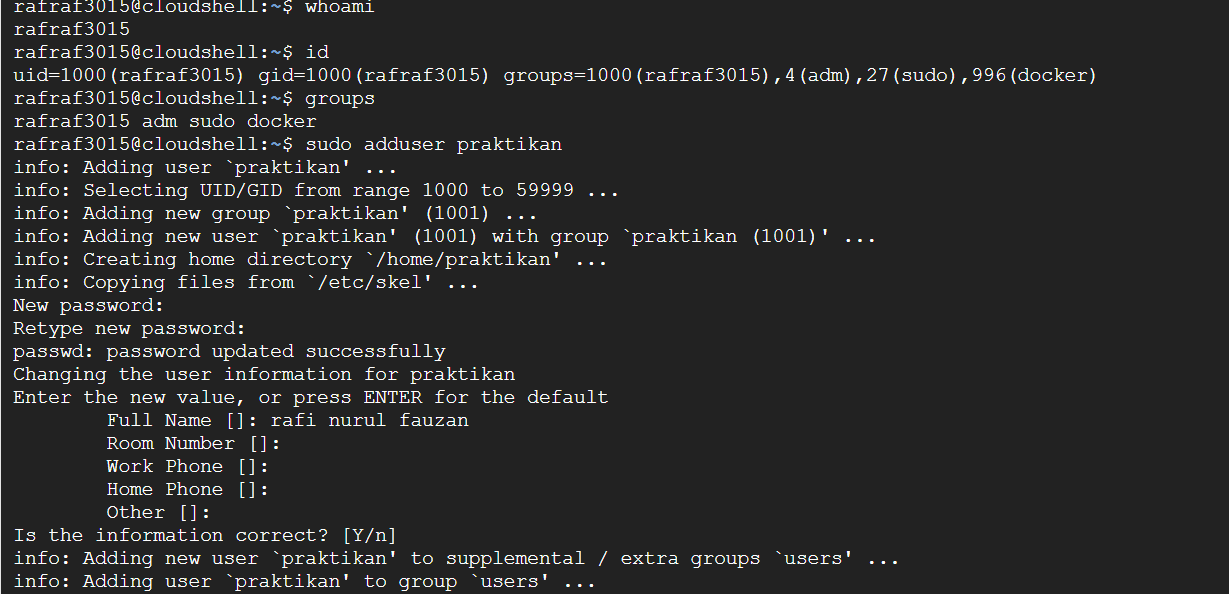 rafraf3015@cloudshell:~$ whoami
rafraf3015
rafraf3015@cloudshell:~$ id
uid=1000(rafraf3015) gid=1000(rafraf3015) groups=1000(rafraf3015),4(adm),27(sudo),996(docker)
rafraf3015@cloudshell:~$ groups
rafraf3015 adm sudo docker
rafraf3015@cloudshell:~$ sudo adduser praktikan
info: Adding user `praktikan' ...
info: Selecting UID/GID from range 1000 to 59999 ...
info: Adding new group `praktikan' (1001) ...
info: Adding new user `praktikan' (1001) with group `praktikan (1001)' ...
info: Creating home directory `/home/praktikan' ...
info: Copying files from `/etc/skel' ...
New password:
Retype new password:
passwd: password updated successfully
Changing the user information for praktikan
Enter the new value, or press ENTER for the default
        Full Name []: rafi nurul fauzan
        Room Number []:
        Work Phone []:
        Home Phone []:
        Other []:
Is the information correct? [Y/n]
info: Adding new user `praktikan' to supplemental / extra groups `users' ...
info: Adding user `praktikan' to group `users' ...